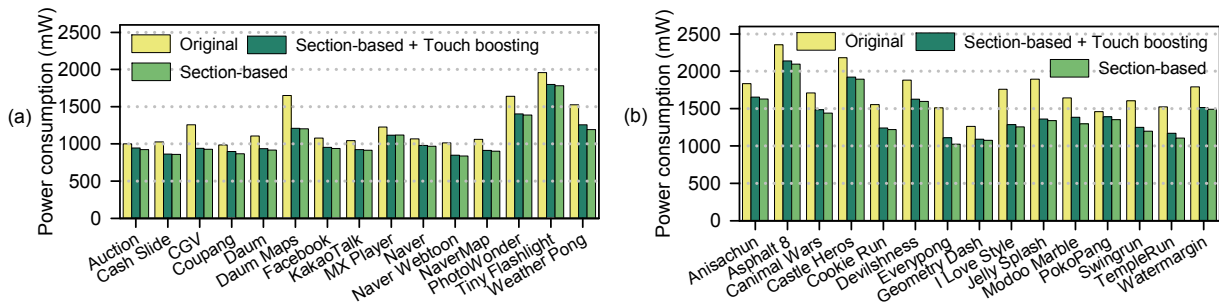 (a)
Power consumption (mW)
2500
2000
1500
1000
500
0
Original
Section-based + Touch boosting
Section-based
Auction
Cash Slide
CGV
Coupang
Daum
Daum Maps
Facebook
KakaoTalk
MX Player
Naver
Naver Webtoon
NaverMap
PhotoWonder
Tiny Flashlight
Weather Pong
(b)
Power consumption (mW)
2500
2000
1500
1000
500
0
Original
Section-based + Touch boosting
Section-based
Anisachun
Asphalt 8
Canimal Wars
Castle Heros
Cookie Run
Devilshness
Everypong
Geometry Dash
I Love Style
Jelly Splash
Modoo Marble
PokoPang
Swingrun
TempleRun
Watermargin